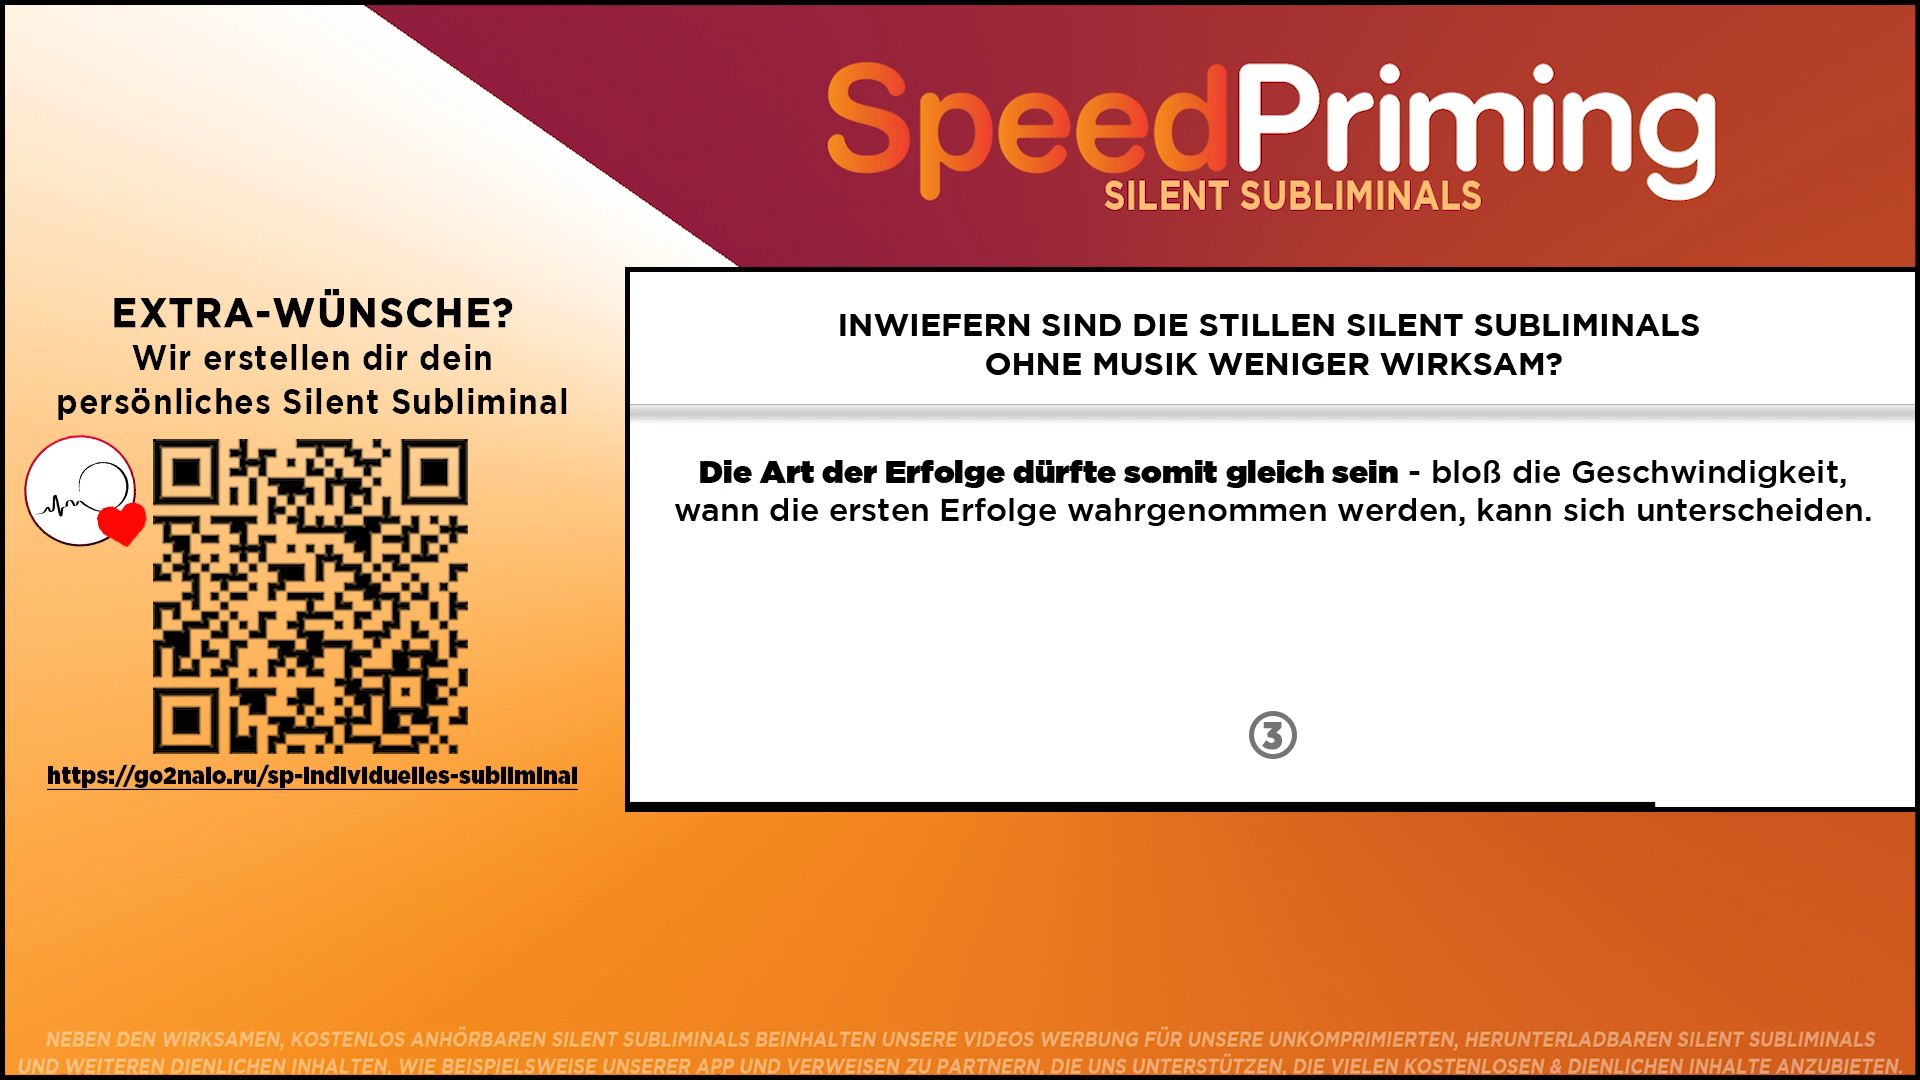 SpeedPriming
SILENT SUBLIMINALS
EXTRA-WÜNSCHE?
Wir erstellen dir dein
persönliches Silent Subliminal
https://go2nalo.ru/sp-individuelles-subliminal
INWIEFERN SIND DIE STILLEN SILENT SUBLIMINALS
OHNE MUSIK WENIGER WIRKSAM?
Die Art der Erfolge dürfte somit gleich sein - bloß die Geschwindigkeit,
wann die ersten Erfolge wahrgenommen werden, kann sich unterscheiden.
3
NEBEN DEN WIRKSAMEN, KOSTENLOS ANHÖRBAREN SILENT SUBLIMINALS BEINHALTEN UNSERE VIDEOS WERBUNG FÜR UNSERE UNKOMPRIMIERTEN, HERUNTERLADBAREN SILENT SUBLIMINALS
UND WEITEREN DIENLICHEN INHALTEN, WIE BEISPIELSWEISE UNSERER APP UND VERWEISEN ZU PARTNERN, DIE UNS UNTERSTÜTZEN, DIE VIELEN KOSTENLOSEN & DIENLICHEN INHALTE ANZUBIETEN.